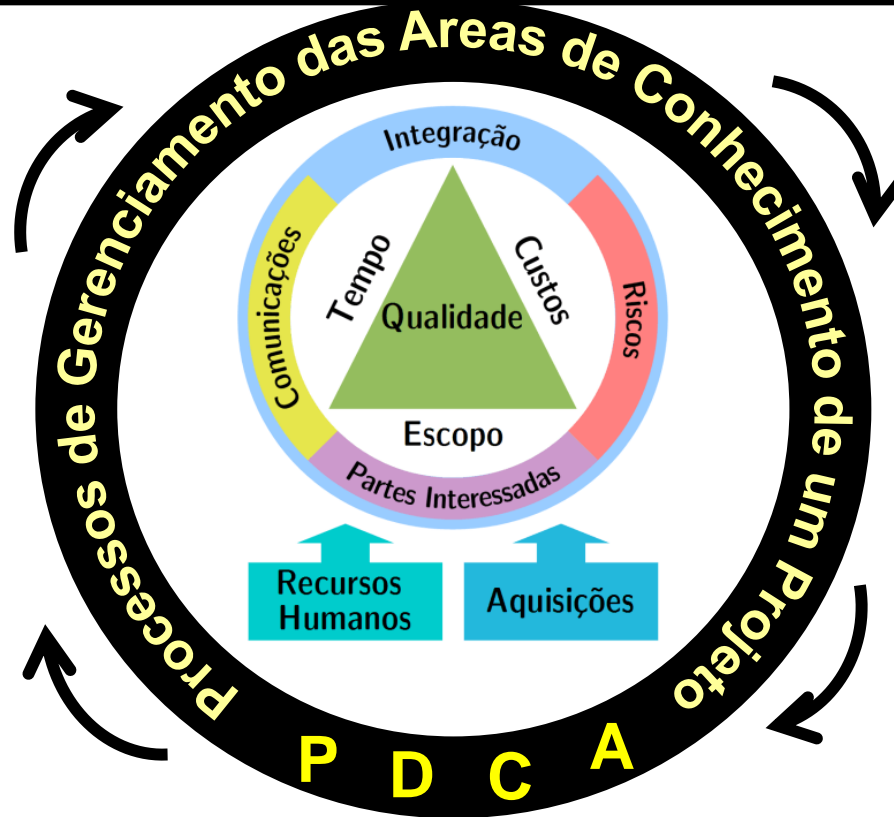 Processos de Gerenciamento das Areas de Conhecimento de um Projeto
Integração
Comunicações
Tempo
Custos
Riscos
Qualidade
Escopo
Partes Interessadas
Recursos
Humanos
Aquisições
P D C A